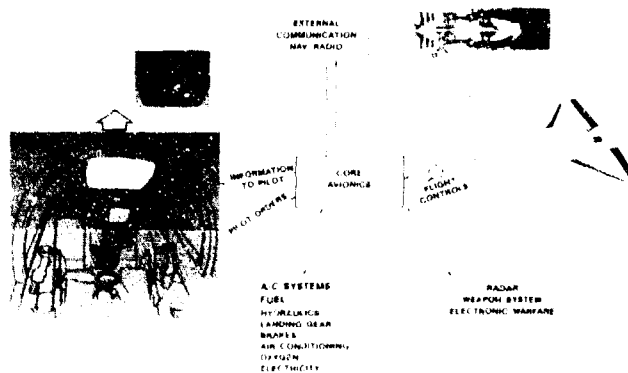 EXTERNAL
COMMUNICATION
NAV RADIO
INFORMATION
TO PILOT
PILOT ORDERS
CORE
AVIONICS
FLIGHT
CONTROLS
A/C SYSTEMS
FUEL
HYDRAULICS
LANDING GEAR
BRAKES
AIR CONDITIONING
OXYGEN
ELECTRICITY
RADAR
WEAPON SYSTEM
ELECTRONIC WARFARE